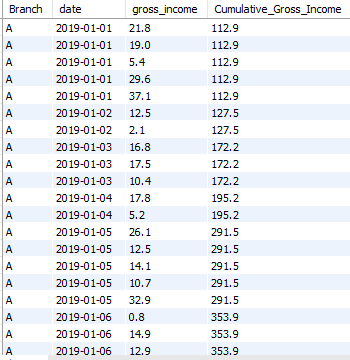 Branch date gross_income Cumulative_Gross_Income
A 2019-01-01 21.8 112.9
A 2019-01-01 19.0 112.9
A 2019-01-01 5.4 112.9
A 2019-01-01 29.6 112.9
A 2019-01-01 37.1 112.9
A 2019-01-02 12.5 127.5
A 2019-01-02 2.1 127.5
A 2019-01-03 16.8 172.2
A 2019-01-03 17.5 172.2
A 2019-01-03 10.4 172.2
A 2019-01-04 17.8 195.2
A 2019-01-04 5.2 195.2
A 2019-01-05 26.1 291.5
A 2019-01-05 12.5 291.5
A 2019-01-05 14.1 291.5
A 2019-01-05 10.7 291.5
A 2019-01-05 32.9 291.5
A 2019-01-06 0.8 353.9
A 2019-01-06 14.9 353.9
A 2019-01-06 12.9 353.9